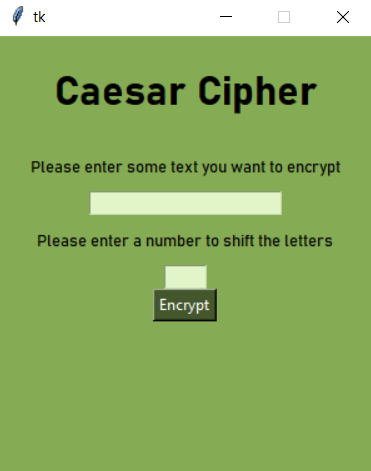 tk
Caesar Cipher
Please enter some text you want to encrypt
Please enter a number to shift the letters
Encrypt